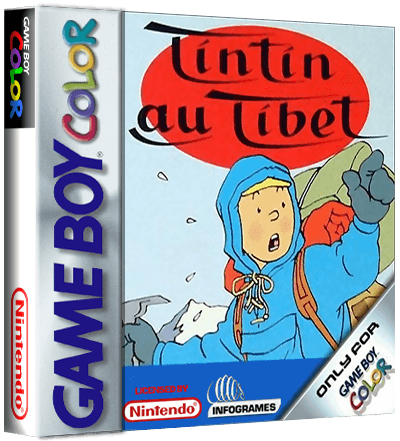 GAME BOY
COLOR
Nintendo
GAME BOY COLOR
Tintin
au Tibet
LICENSED BY
Nintendo
INFOGRAMES
ONLY FOR
GAME BOY
COLOR